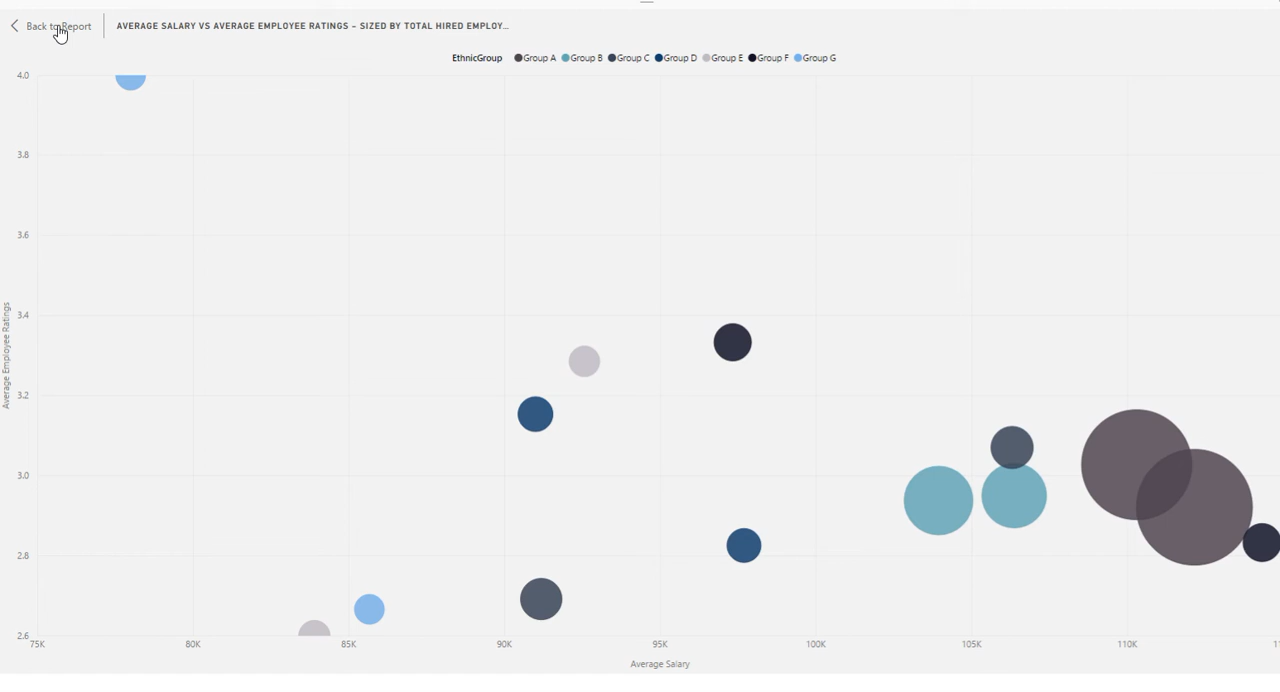 Back to Report
AVERAGE SALARY VS AVERAGE EMPLOYEE RATINGS – SIZED BY TOTAL HIRED EMPLOY...
EthnicGroup Group A Group B Group C Group D Group E Group F Group G
4.0
3.8
3.6
3.4
Average Employee Ratings
3.2
3.0
2.8
2.6
75K 80K 85K 90K 95K 100K 105K 110K
Average Salary